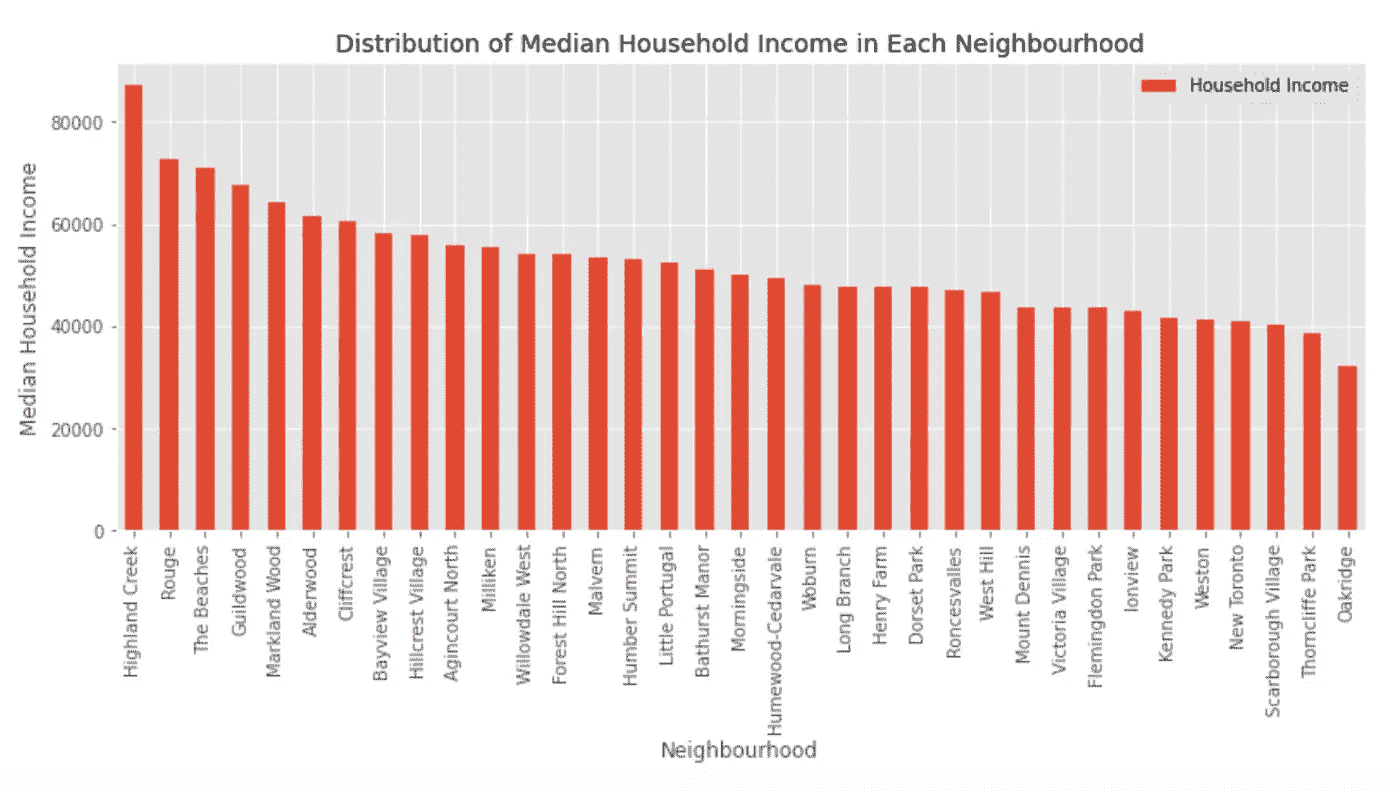 Distribution of Median Household Income in Each Neighbourhood
Household Income
Median Household Income
80000
60000
40000
20000
0
Highland Creek
Rouge
The Beaches
Guildwood
Markland Wood
Alderwood
Cliffcrest
Bayview Village
Hillcrest Village
Agincourt North
Milliken
Willowdale West
Forest Hill North
Malvern
Humber Summit
Little Portugal
Bathurst Manor
Morningside
Humewood-Cedarvale
Woburn
Long Branch
Henry Farm
Dorset Park
Roncesvalles
West Hill
Mount Dennis
Victoria Village
Flemingdon Park
Ionview
Kennedy Park
Weston
New Toronto
Scarborough Village
Thorncliffe Park
Oakridge
Neighbourhood